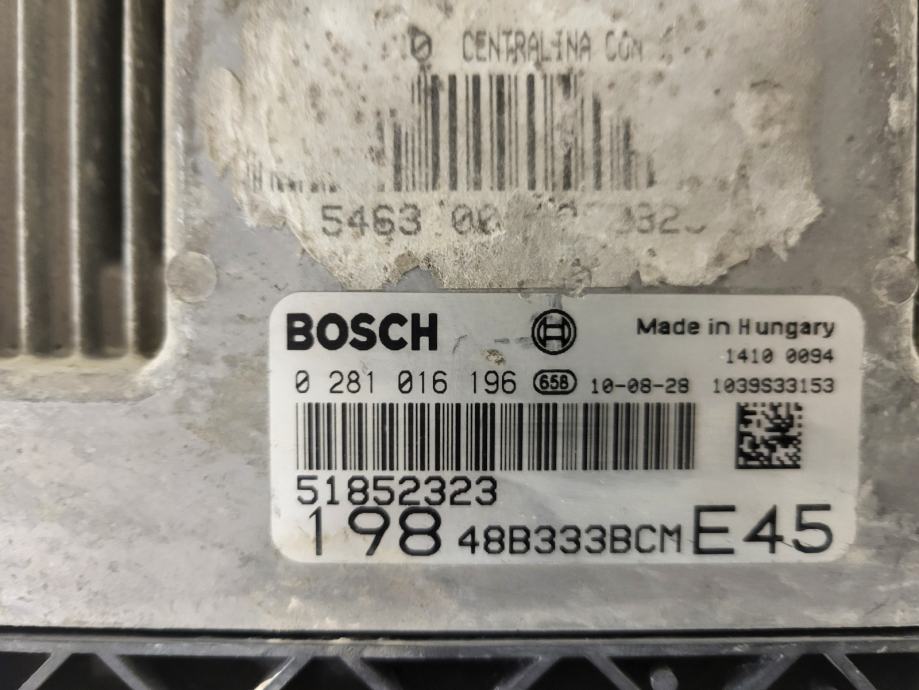 0 CENTRALINA CON
5463 00
BOSCH
Made in Hungary
1410 0094
0 281 016 196 658 10-08-28 1039S33153
51852323
198 48B333BCM E45